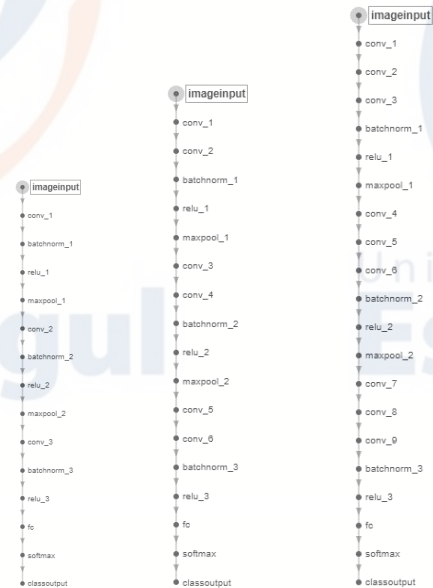 imageinput
conv_1
batchnorm_1
relu_1
maxpool_1
conv_2
batchnorm_2
relu_2
maxpool_2
conv_3
batchnorm_3
relu_3
fc
softmax
classoutput
imageinput
conv_1
conv_2
batchnorm_1
relu_1
maxpool_1
conv_3
conv_4
batchnorm_2
relu_2
maxpool_2
conv_5
conv_6
batchnorm_3
relu_3
fc
softmax
classoutput
imageinput
conv_1
conv_2
conv_3
batchnorm_1
relu_1
maxpool_1
conv_4
conv_5
conv_6
batchnorm_2
relu_2
maxpool_2
conv_7
conv_8
conv_9
batchnorm_3
relu_3
fc
softmax
classoutput